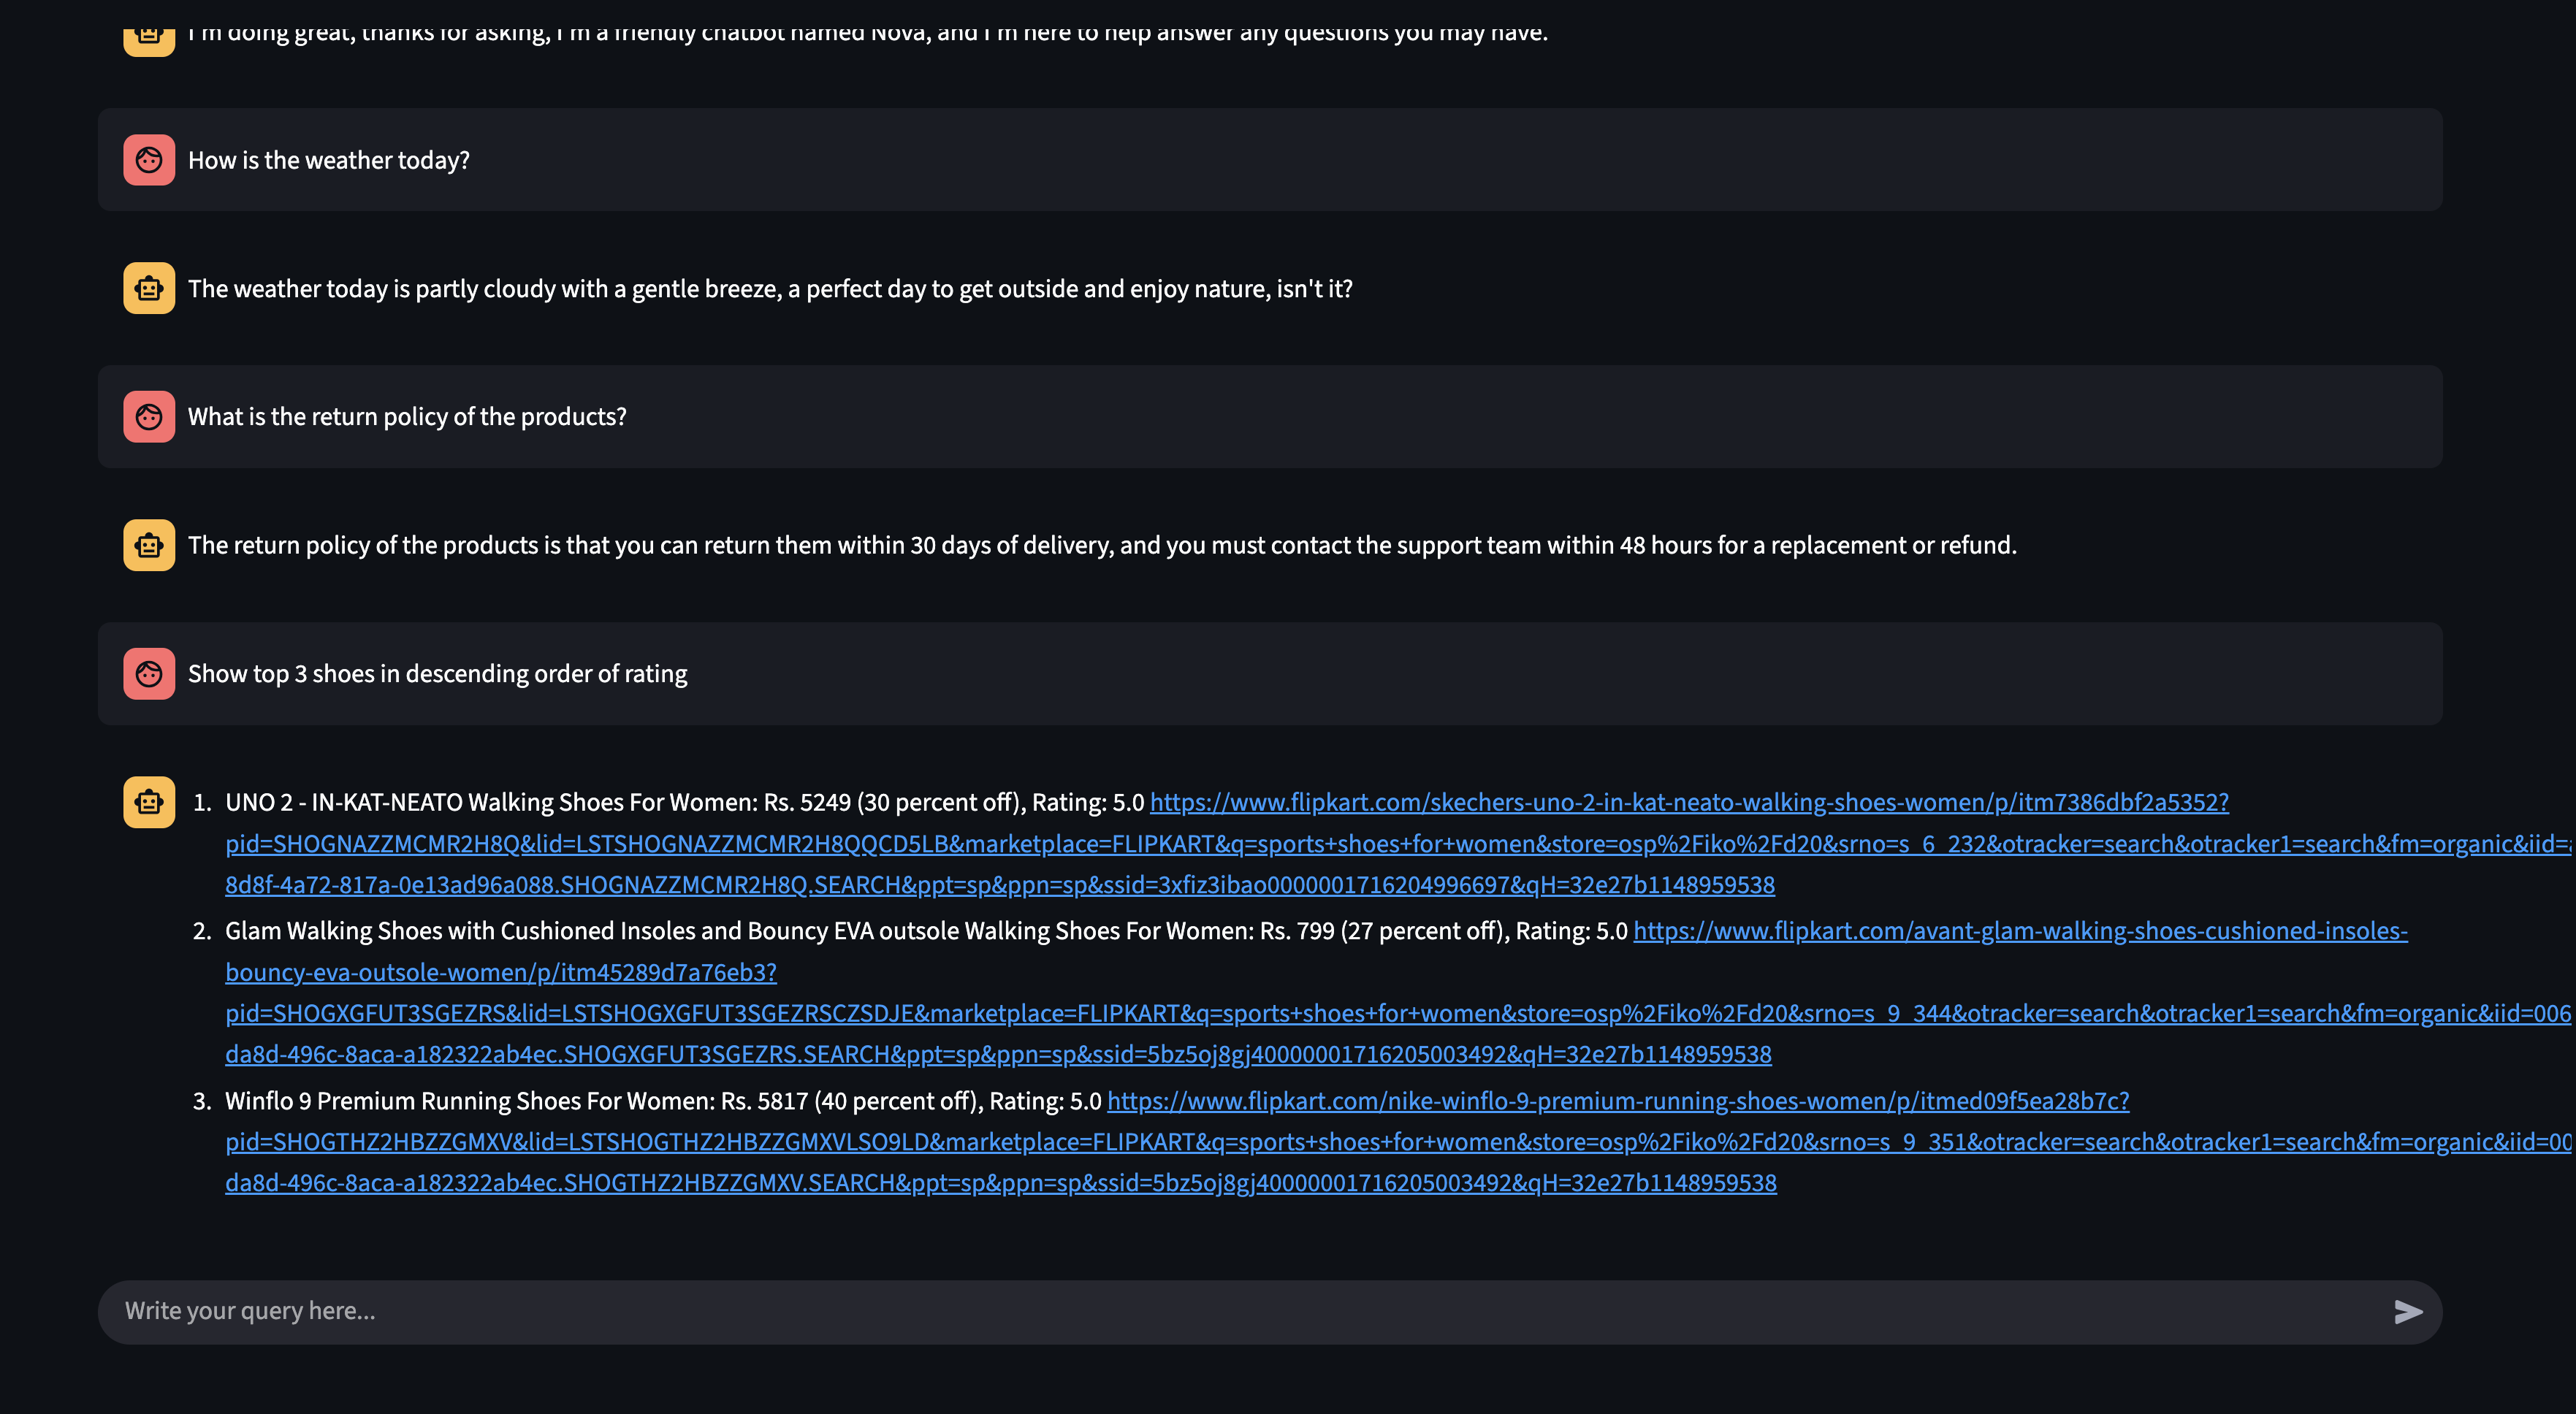 I'm doing great, thanks for asking, I'm a friendly chatbot named Nova, and I'm here to help answer any questions you may have.
How is the weather today?
The weather today is partly cloudy with a gentle breeze, a perfect day to get outside and enjoy nature, isn't it?
What is the return policy of the products?
The return policy of the products is that you can return them within 30 days of delivery, and you must contact the support team within 48 hours for a replacement or refund.
Show top 3 shoes in descending order of rating
1. UNO 2 - IN-KAT-NEATO Walking Shoes For Women: Rs. 5249 (30 percent off), Rating: 5.0 https://www.flipkart.com/skechers-uno-2-in-kat-neato-walking-shoes-women/p/itm7386dbf2a5352?
pid=SHOGNAZZMCMR2H8Q&lid=LSTSHOGNAZZMCMR2H8QQCD5LB&marketplace=FLIPKART&q=sports+shoes+for+women&store=osp%2Fiko%2Fd20&srno=s_6_232&otracker=search&otracker1=search&fm=organic&iid=
8d8f-4a72-817a-0e13ad96a088.SHOGNAZZMCMR2H8Q.SEARCH&ppt=sp&ppn=sp&ssid=3xfiz3ibao0000001716204996697&qH=32e27b1148959538
2. Glam Walking Shoes with Cushioned Insoles and Bouncy EVA outsole Walking Shoes For Women: Rs. 799 (27 percent off), Rating: 5.0 https://www.flipkart.com/avant-glam-walking-shoes-cushioned-insoles-
bouncy-eva-outsole-women/p/itm45289d7a76eb3?
pid=SHOGXGFUT3SGEZRS&lid=LSTSHOGXGFUT3SGEZRSCZSDJE&marketplace=FLIPKART&q=sports+shoes+for+women&store=osp%2Fiko%2Fd20&srno=s_9_344&otracker=search&otracker1=search&fm=organic&iid=006
da8d-496c-8aca-a182322ab4ec.SHOGXGFUT3SGEZRS.SEARCH&ppt=sp&ppn=sp&ssid=5bz5oj8gj40000001716205003492&qH=32e27b1148959538
3. Winflo 9 Premium Running Shoes For Women: Rs. 5817 (40 percent off), Rating: 5.0 https://www.flipkart.com/nike-winflo-9-premium-running-shoes-women/p/itmed09f5ea28b7c?
pid=SHOGTHZ2HBZZGMXV&lid=LSTSHOGTHZ2HBZZGMXVLSO9LD&marketplace=FLIPKART&q=sports+shoes+for+women&store=osp%2Fiko%2Fd20&srno=s_9_351&otracker=search&otracker1=search&fm=organic&iid=00
da8d-496c-8aca-a182322ab4ec.SHOGTHZ2HBZZGMXV.SEARCH&ppt=sp&ppn=sp&ssid=5bz5oj8gj40000001716205003492&qH=32e27b1148959538
Write your query here...